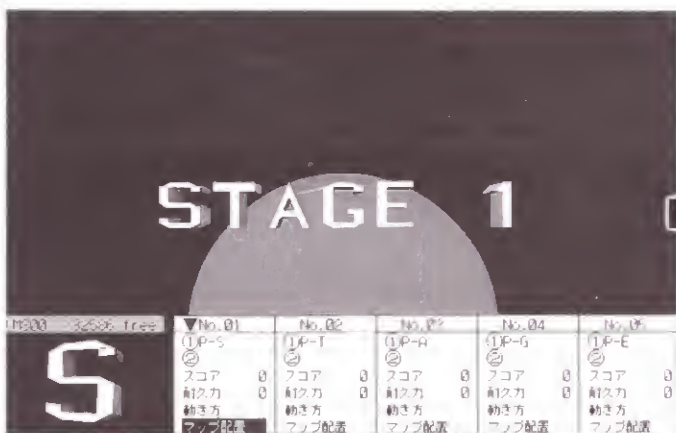 STAGE 1
M300 32586 free
▼No.01 No.02 No.03 No.04 No.05
①P-S ①P-T ①P-A ①P-G ①P-E
② ② ② ② ②
スコア 0 スコア 0 スコア 0 スコア 0 スコア
耐久力 0 耐久力 0 耐久力 0 耐久力 0 耐久力
動き方 動き方 動き方 動き方 動き方
マップ配置 マップ配置 マップ配置 マップ配置 マップ配置
S